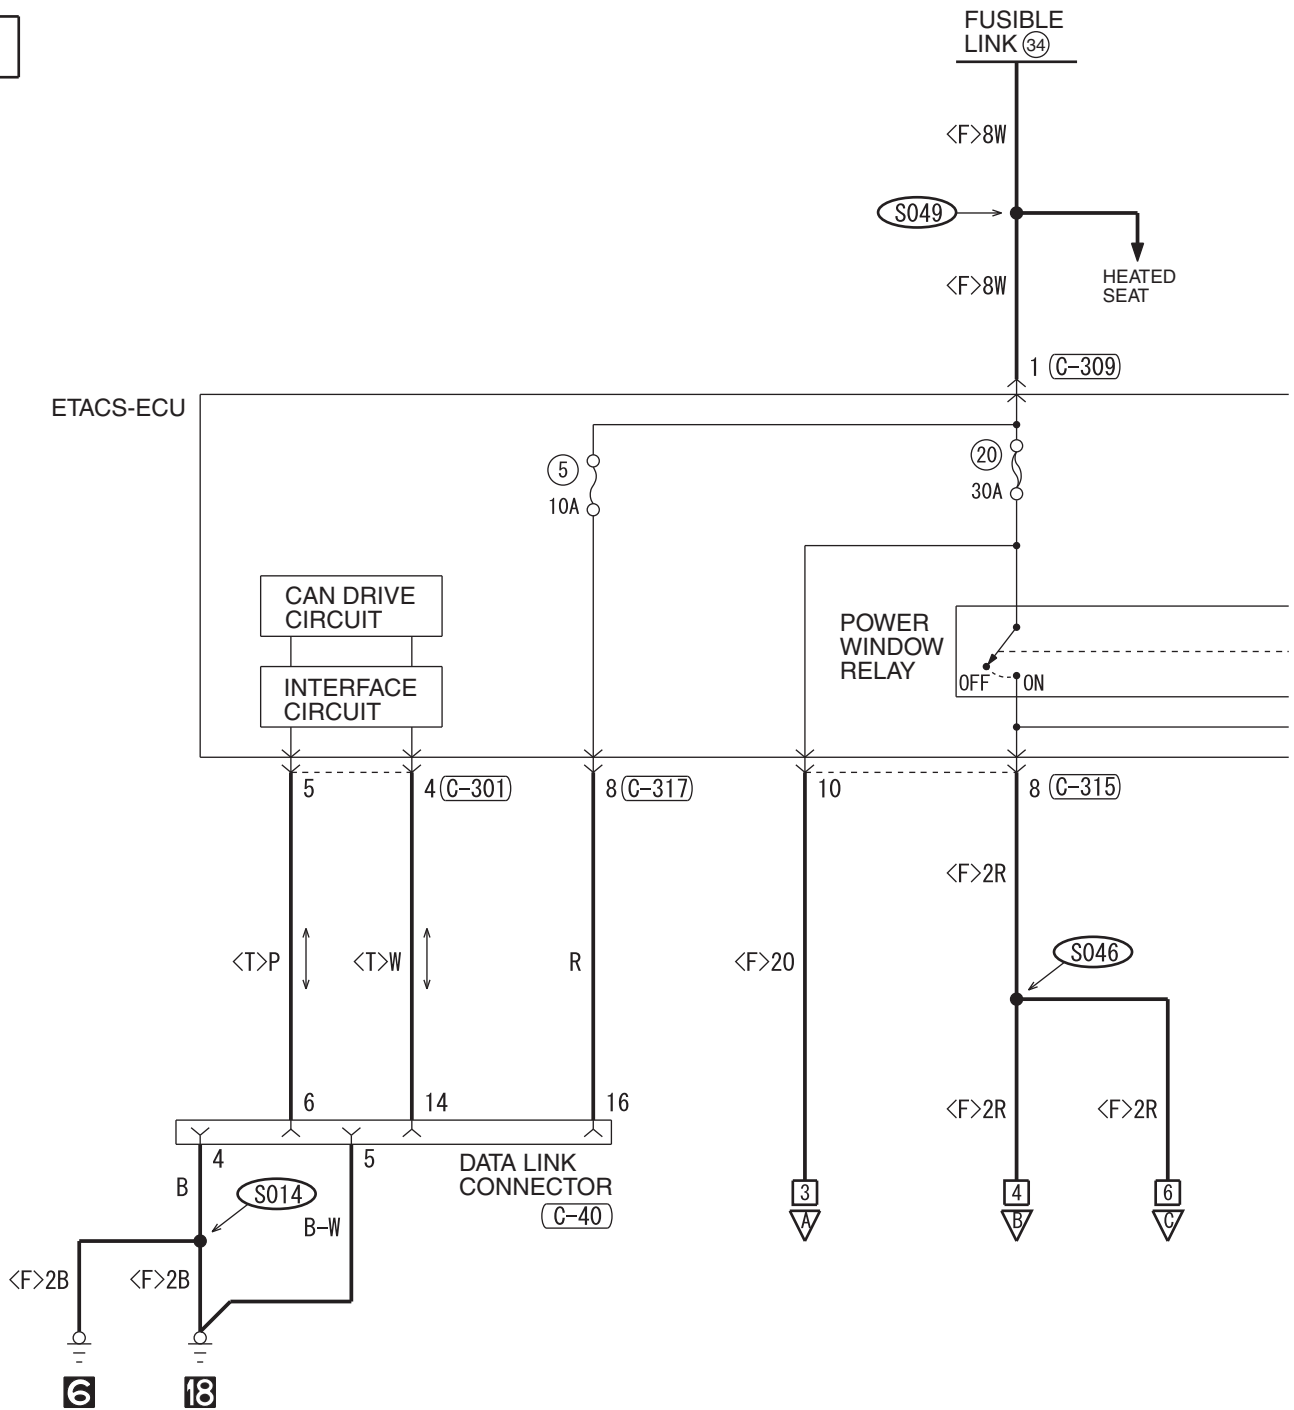 FUSIBLE
LINK 34
<F>8W
S049
HEATED
SEAT
<F>8W
1 C-309
ETACS-ECU
5
10A
20
30A
CAN DRIVE
CIRCUIT
INTERFACE
CIRCUIT
POWER
WINDOW
RELAY
OFF ON
5 4 C-301 8 C-317 10 8 C-315
<F>2R
S046
<T>P <T>W R <F>2O
6 14 16
<F>2R <F>2R
4 5
DATA LINK
CONNECTOR
C-40
B S014 B-W
3 4 6
A B C
<F>2B <F>2B
6 18